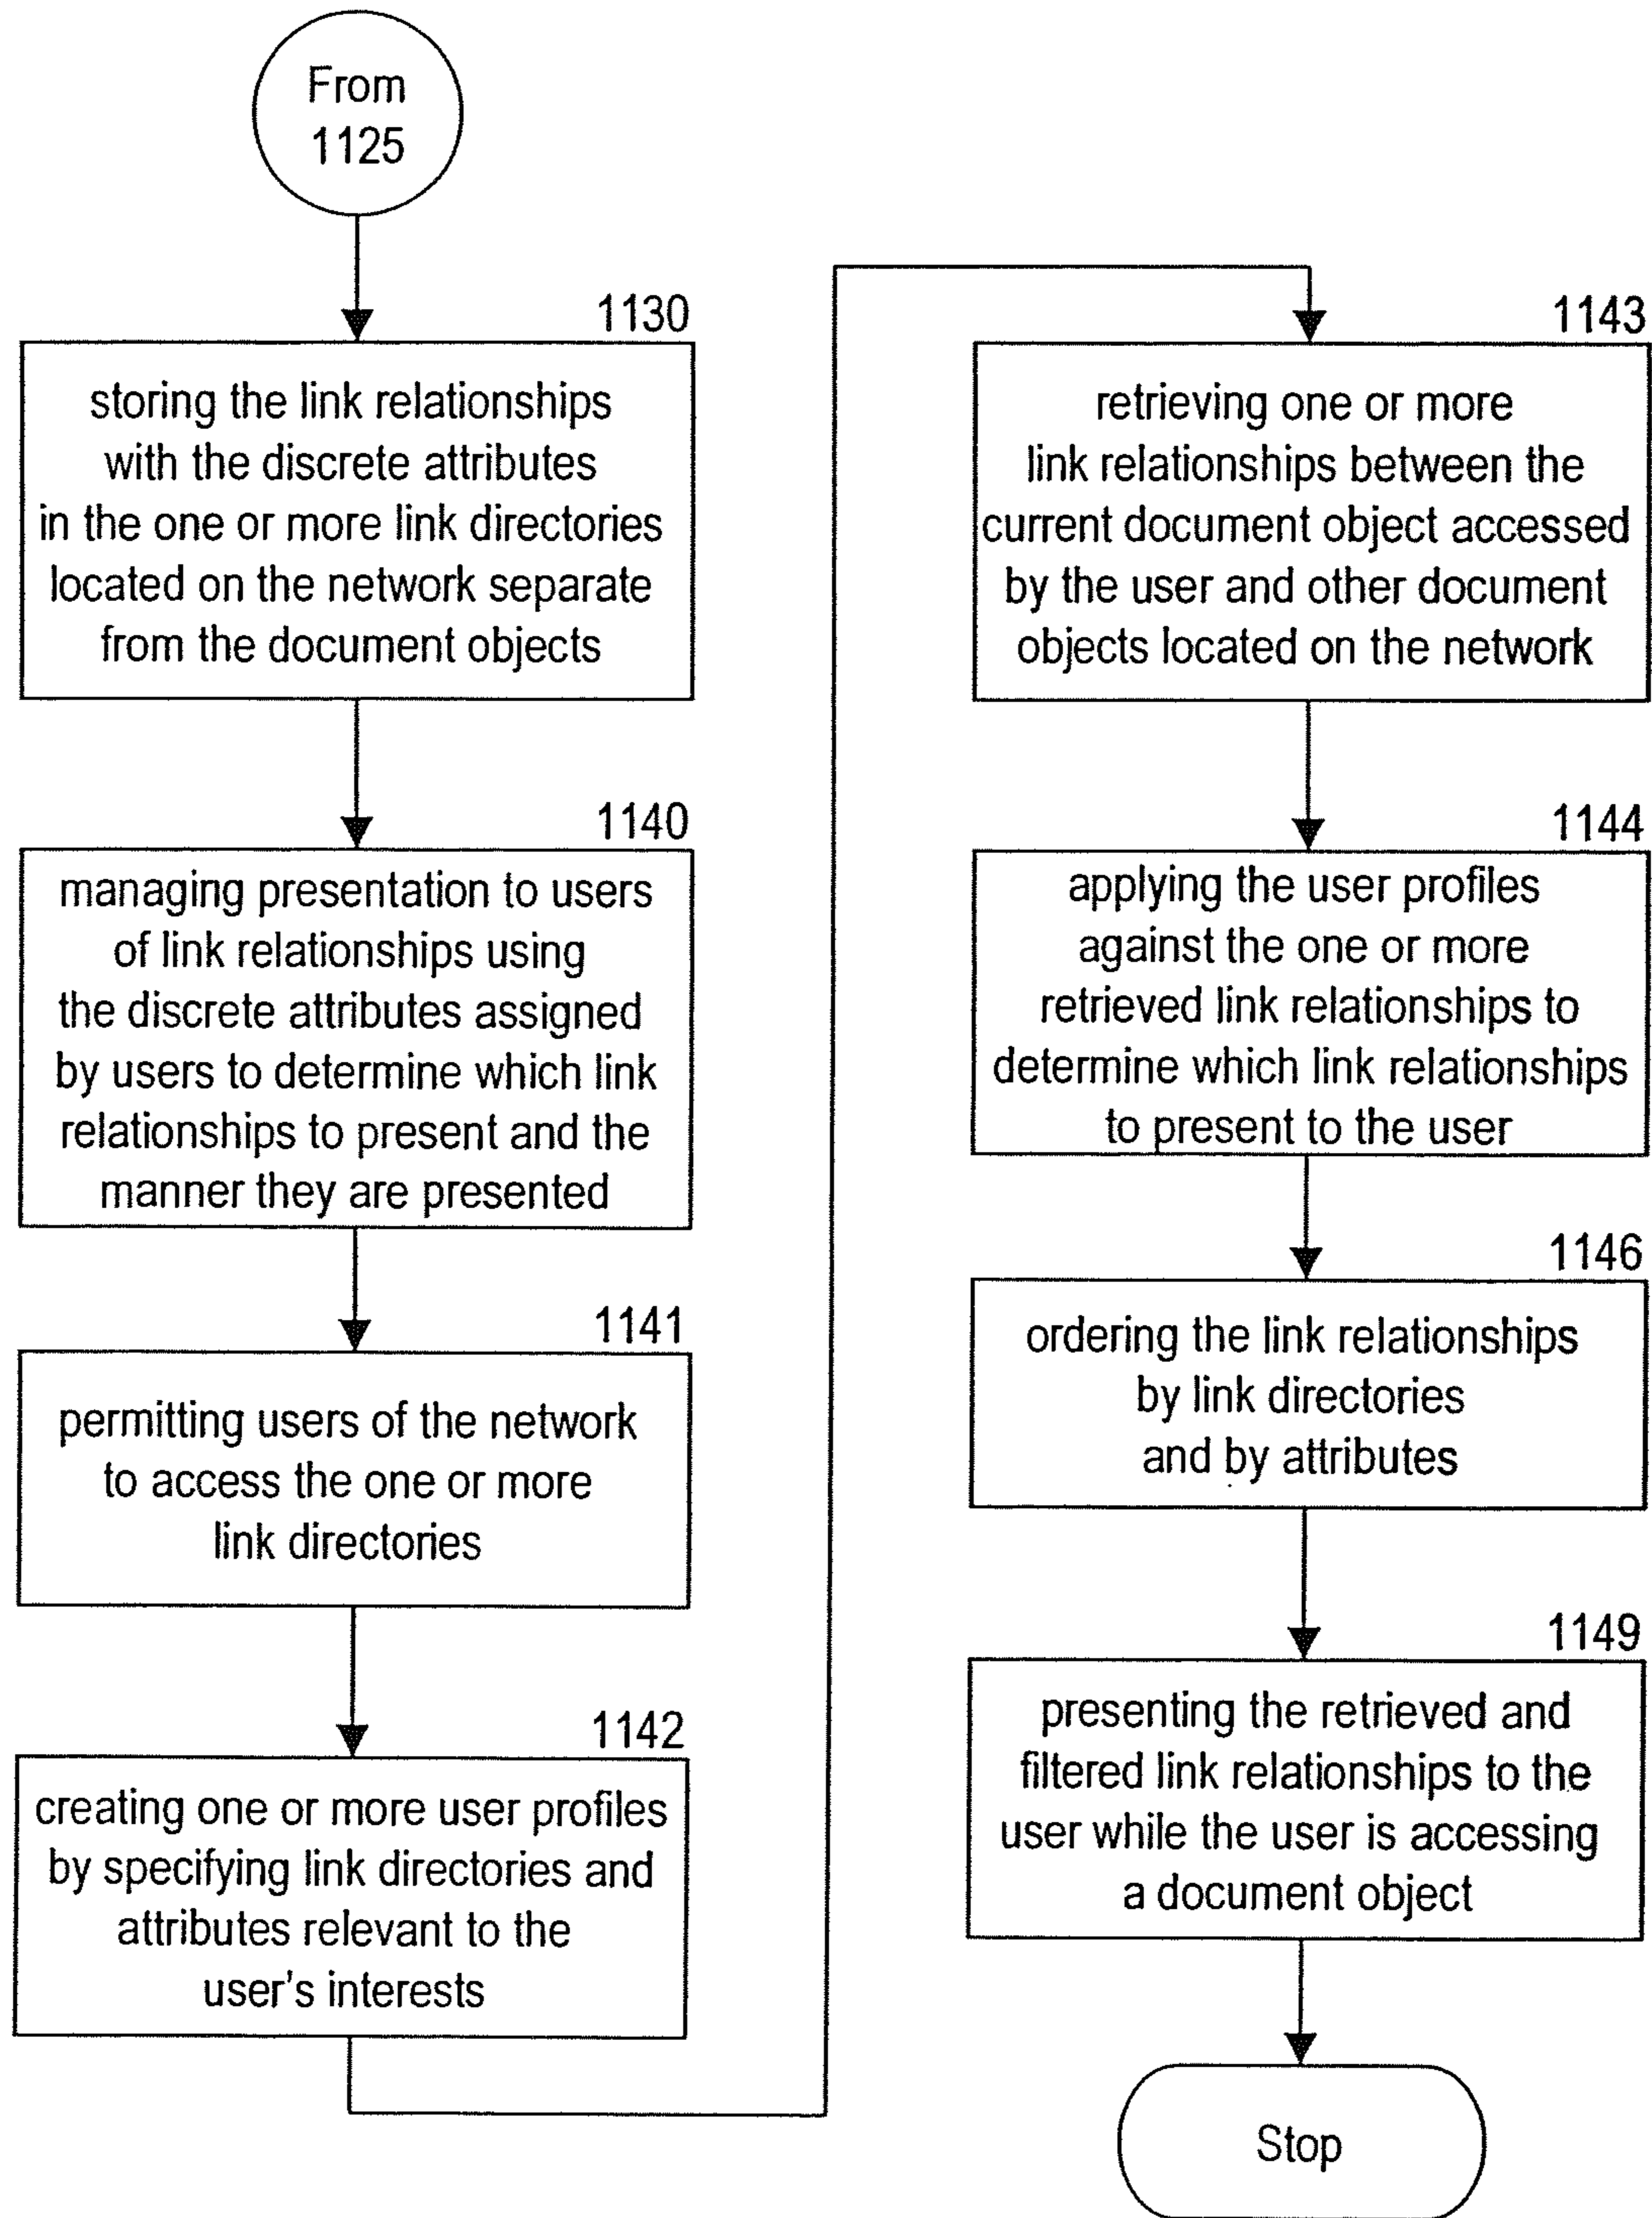 From
1125
1130
storing the link relationships
with the discrete attributes
in the one or more link directories
located on the network separate
from the document objects
1140
managing presentation to users
of link relationships using
the discrete attributes assigned
by users to determine which link
relationships to present and the
manner they are presented
1141
permitting users of the network
to access the one or more
link directories
1142
creating one or more user profiles
by specifying link directories and
attributes relevant to the
user's interests
1143
retrieving one or more
link relationships between the
current document object accessed
by the user and other document
objects located on the network
1144
applying the user profiles
against the one or more
retrieved link relationships to
determine which link relationships
to present to the user
1146
ordering the link relationships
by link directories
and by attributes
1149
presenting the retrieved and
filtered link relationships to the
user while the user is accessing
a document object
Stop